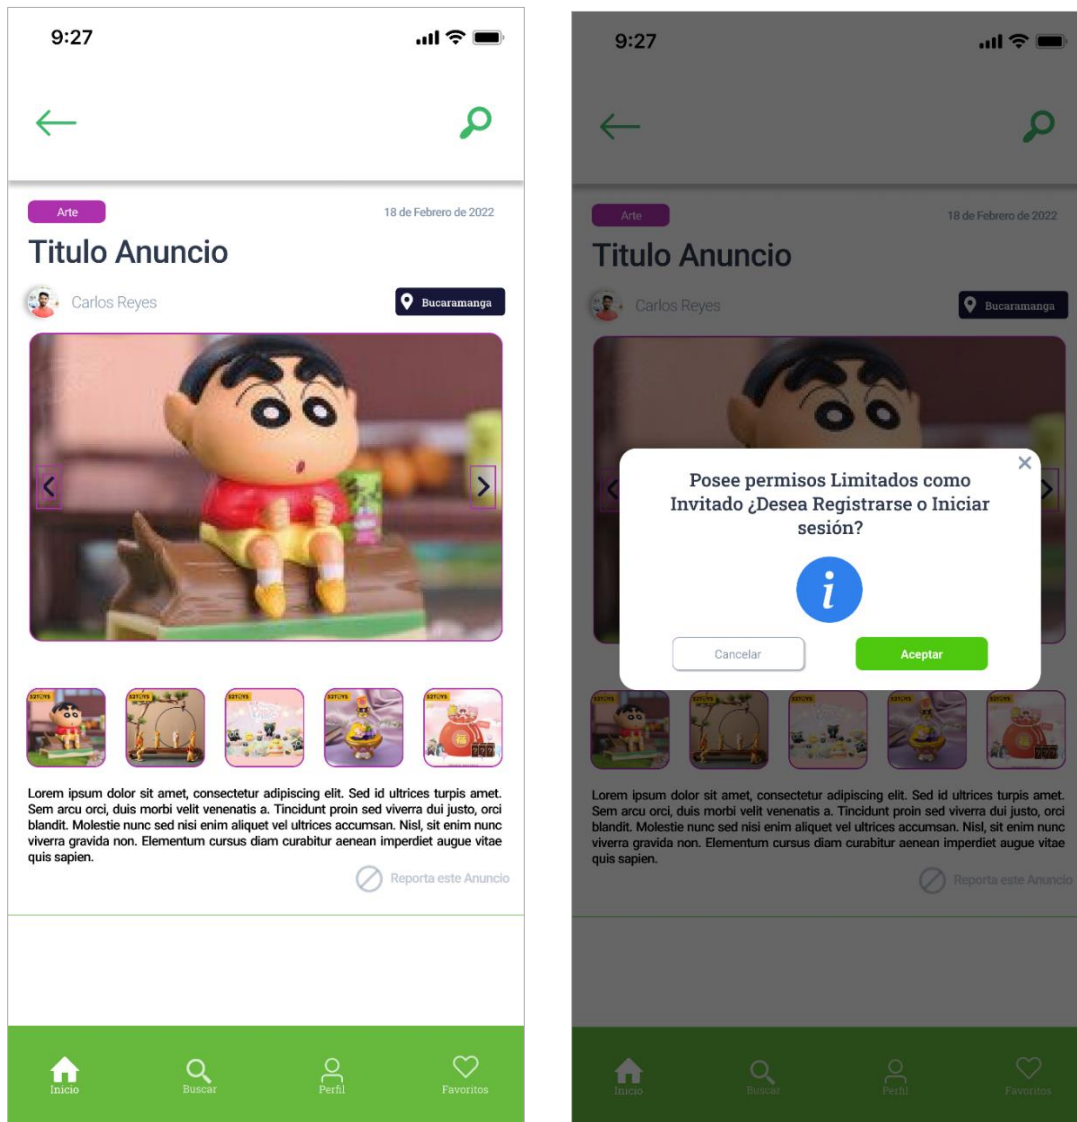 9:27
Arte
18 de Febrero de 2022
Titulo Anuncio
Carlos Reyes
Bucaramanga
52TOYS
52TOYS
Lorem ipsum dolor sit amet, consectetur adipiscing elit. Sed id ultrices turpis amet.
Sem arcu orci, duis morbi velit venenatis a. Tincidunt proin sed viverra dui justo, orci
blandit. Molestie nunc sed nisi enim aliquet vel ultrices accumsan. Nisl, sit enim nunc
viverra gravida non. Elementum cursus diam curabitur aenean imperdiet augue vitae
quis sapien.
Reporta este Anuncio
Inicio
Buscar
Perfil
Favoritos
9:27
Arte
18 de Febrero de 2022
Titulo Anuncio
Carlos Reyes
Bucaramanga
Posee permisos Limitados como
Invitado ¿Desea Registrarse o Iniciar
sesión?
i
Cancelar
Aceptar
Lorem ipsum dolor sit amet, consectetur adipiscing elit. Sed id ultrices turpis amet.
Sem arcu orci, duis morbi velit venenatis a. Tincidunt proin sed viverra dui justo, orci
blandit. Molestie nunc sed nisi enim aliquet vel ultrices accumsan. Nisl, sit enim nunc
viverra gravida non. Elementum cursus diam curabitur aenean imperdiet augue vitae
quis sapien.
Reporta este Anuncio
Inicio
Buscar
Perfil
Favoritos